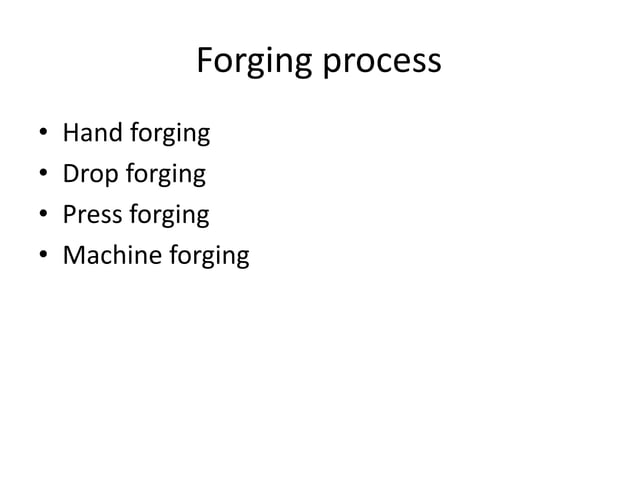 Forging process
• Hand forging
• Drop forging
• Press forging
• Machine forging